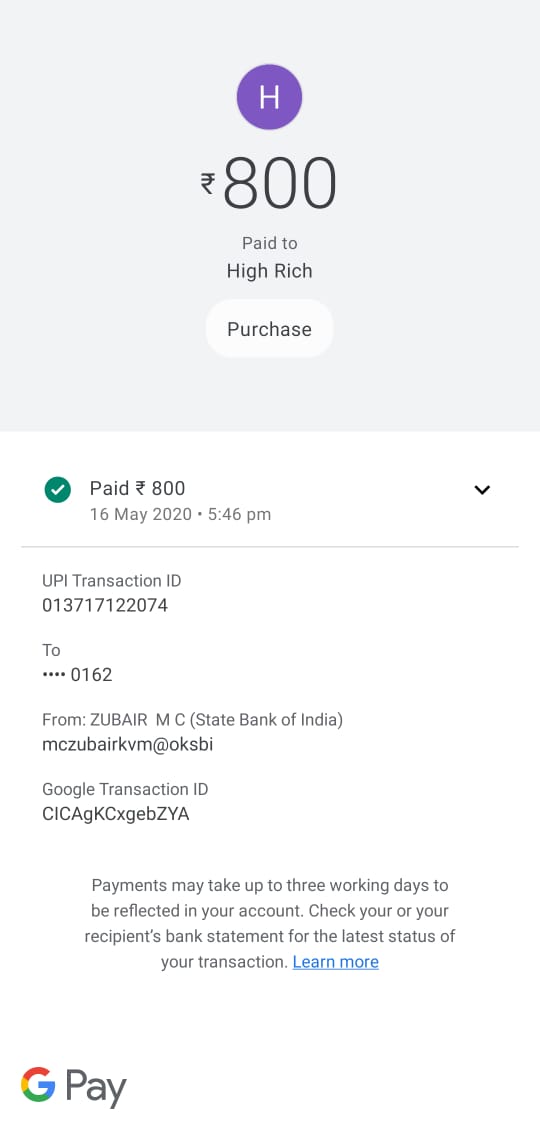 H
₹800
Paid to
High Rich
Purchase
Paid ₹ 800
16 May 2020 • 5:46 pm
UPI Transaction ID
013717122074
To
•••• 0162
From: ZUBAIR  M C (State Bank of India)
mczubairkvm@oksbi
Google Transaction ID
CICAgKCxgebZYA
Payments may take up to three working days to
be reflected in your account. Check your or your
recipient’s bank statement for the latest status of
your transaction. Learn more
G Pay